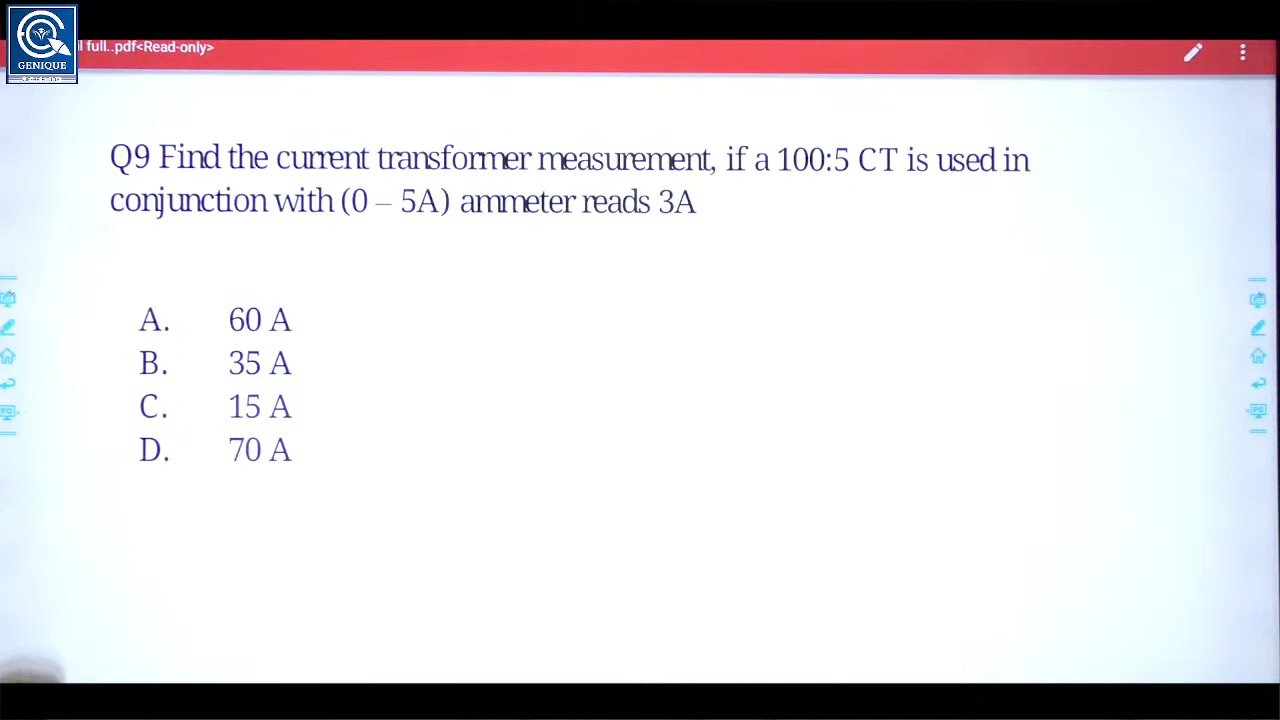 GENIQUE
l full..pdf<Read-only>
Q9 Find the current transformer measurement, if a 100:5 CT is used in
conjunction with (0 – 5A) ammeter reads 3A
A. 60 A
B. 35 A
C. 15 A
D. 70 A